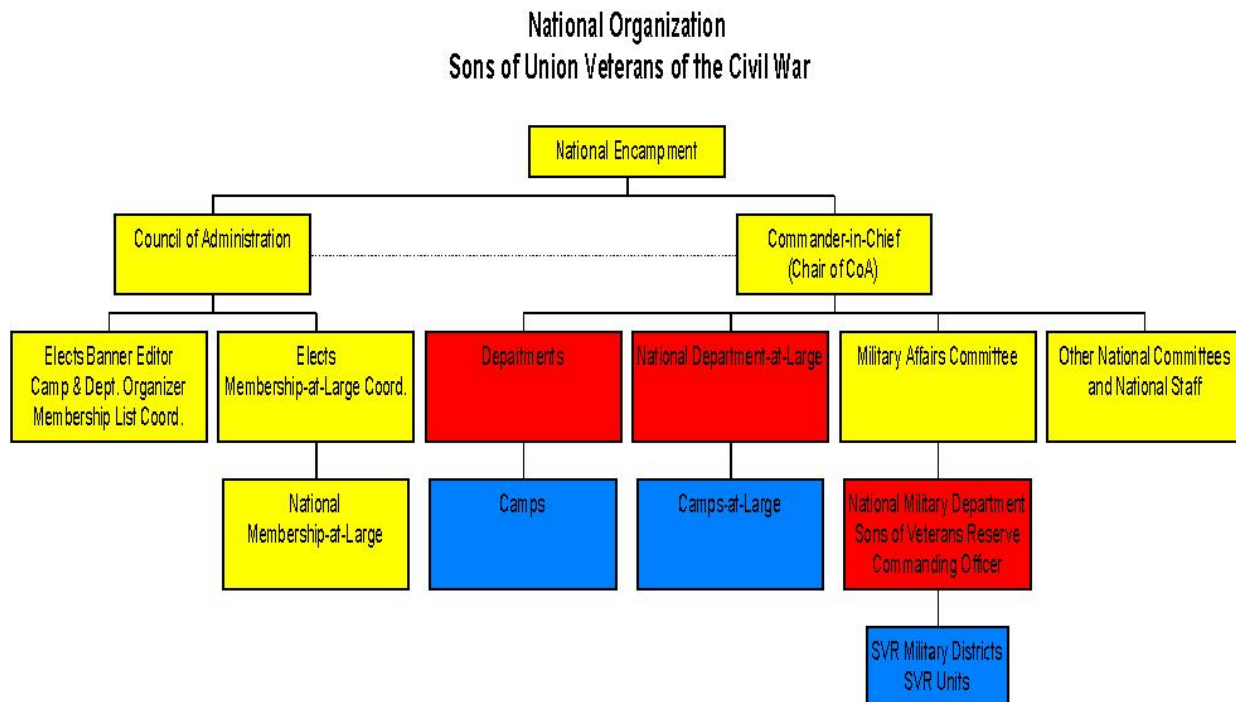 National Organization
Sons of Union Veterans of the Civil War
National Encampment
Council of Administration
Commander-in-Chief
(Chair of CoA)
Elects Banner Editor
Camp & Dept. Organizer
Membership List Coord.
Elects
Membership-at-Large Coord.
Departments
National Department-at-Large
Military Affairs Committee
Other National Committees
and National Staff
National
Membership-at-Large
Camps
Camps-at-Large
National Military Department
Sons of Veterans Reserve
Commanding Officer
SVR Military Districts
SVR Units